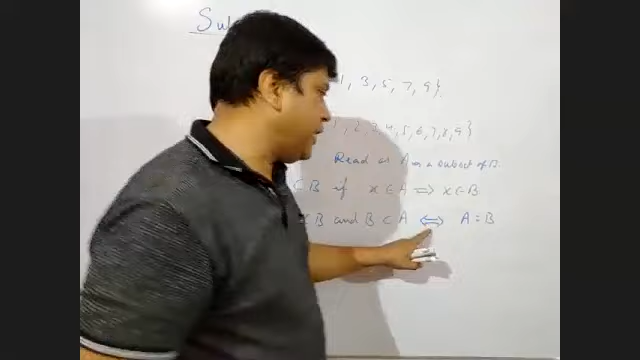 Su
1, 3, 5, 7, 9}
1, 2, 3, 4, 5, 6, 7, 8, 9}
Read as A is a subset of B
⊂ B if x ∈ A ⇒ x ∈ B
B and B ⊂ A ⇔ A = B